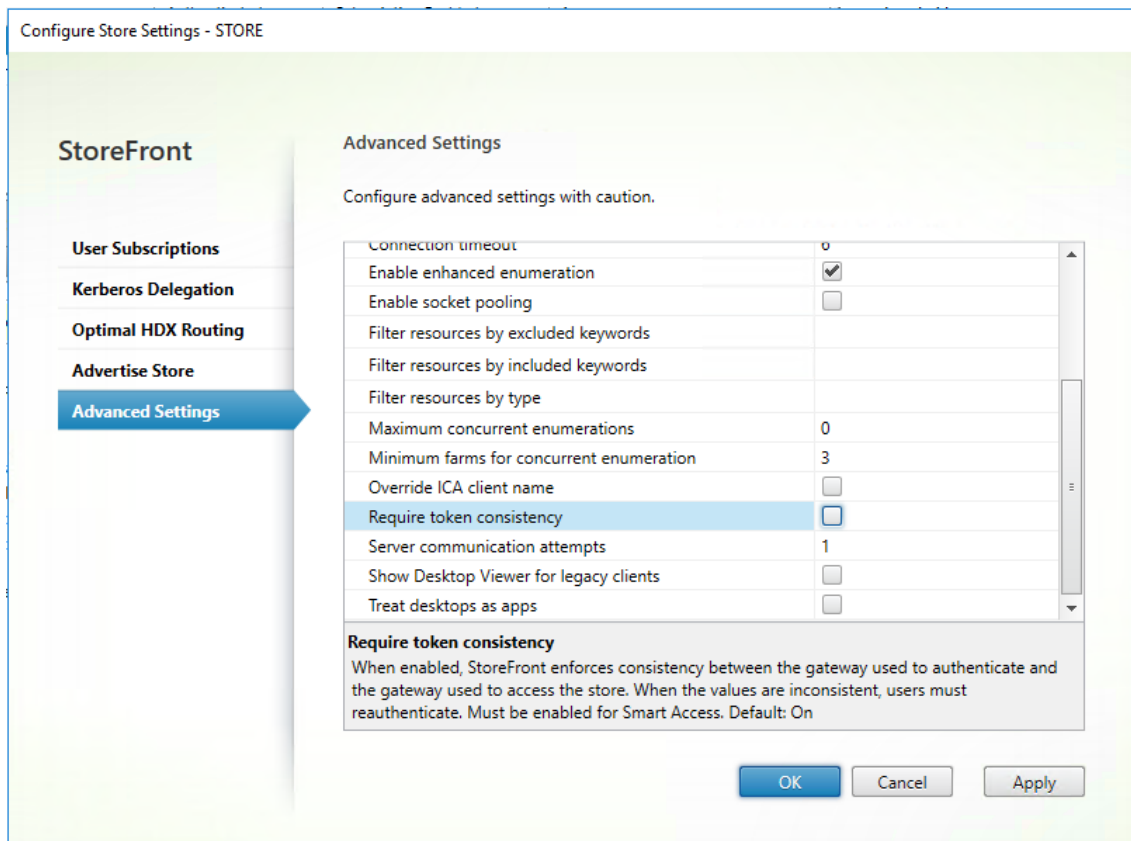 Configure Store Settings - STORE
StoreFront
User Subscriptions
Kerberos Delegation
Optimal HDX Routing
Advertise Store
Advanced Settings
Advanced Settings
Configure advanced settings with caution.
Connection timeout 6
Enable enhanced enumeration
Enable socket pooling
Filter resources by excluded keywords
Filter resources by included keywords
Filter resources by type
Maximum concurrent enumerations 0
Minimum farms for concurrent enumeration 3
Override ICA client name
Require token consistency
Server communication attempts 1
Show Desktop Viewer for legacy clients
Treat desktops as apps
Require token consistency
When enabled, StoreFront enforces consistency between the gateway used to authenticate and
the gateway used to access the store. When the values are inconsistent, users must
reauthenticate. Must be enabled for Smart Access. Default: On
OK Cancel Apply